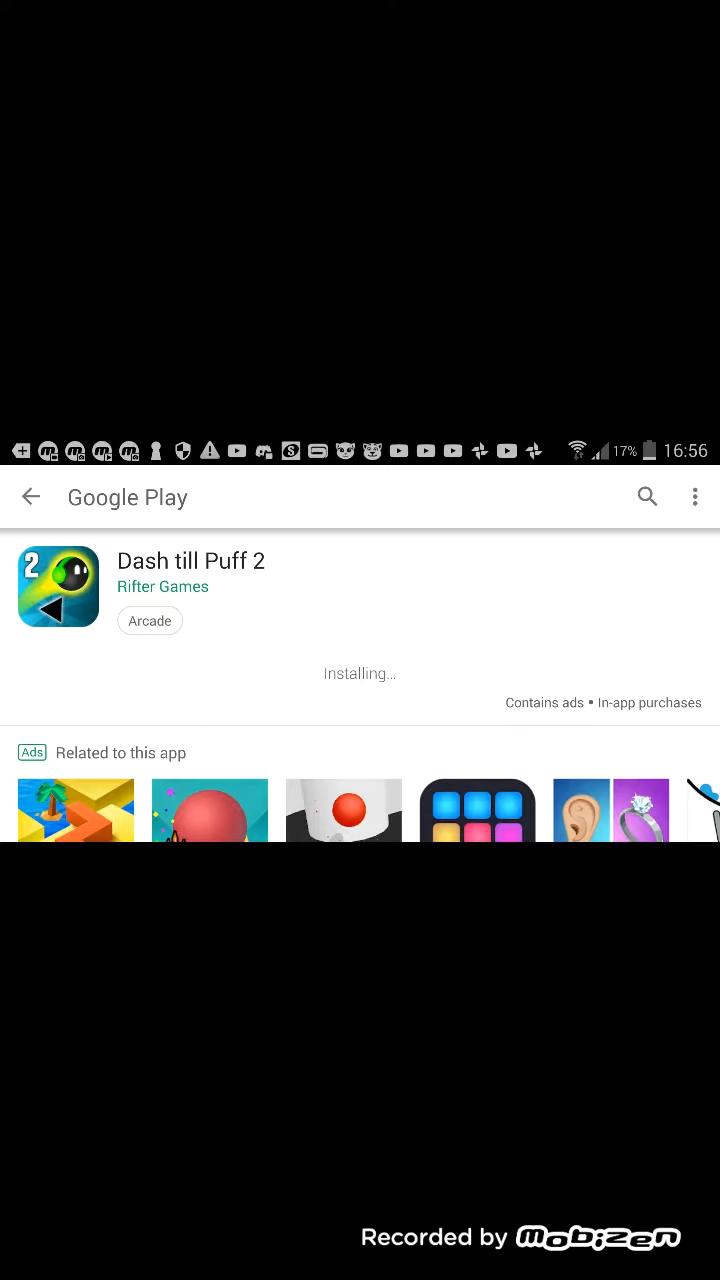 17% 16:56
Google Play
2
Dash till Puff 2
Rifter Games
Arcade
Installing...
Contains ads • In-app purchases
Ads Related to this app
Recorded by mobizen